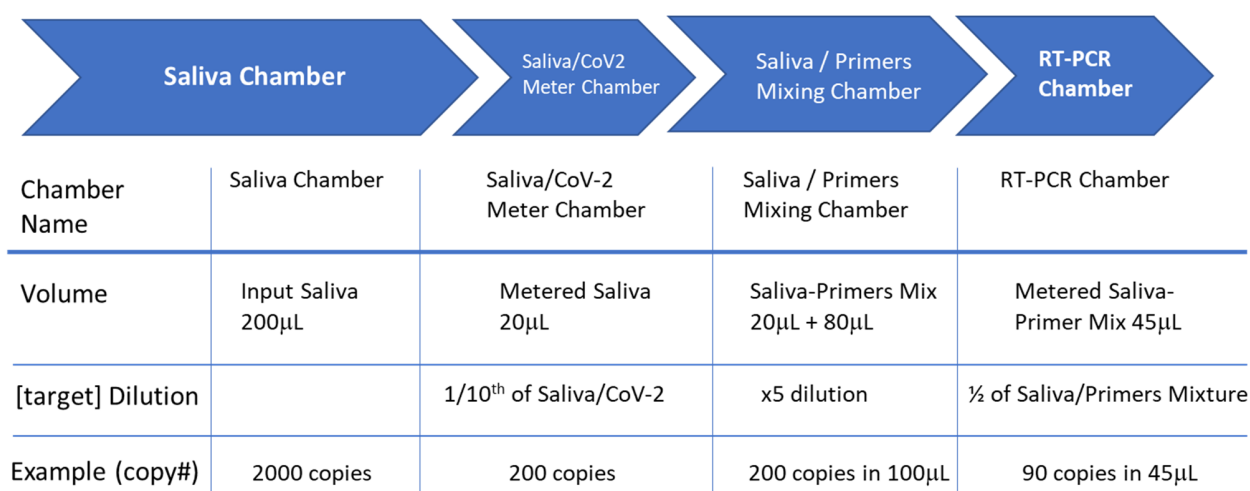 Saliva Chamber
Saliva/CoV2
Meter Chamber
Saliva / Primers
Mixing Chamber
RT-PCR
Chamber
Chamber
Name
Saliva Chamber
Saliva/CoV-2
Meter Chamber
Saliva / Primers
Mixing Chamber
RT-PCR Chamber
Volume
Input Saliva
200µL
Metered Saliva
20µL
Saliva-Primers Mix
20µL + 80µL
Metered Saliva-
Primer Mix 45µL
[target] Dilution
1/10th of Saliva/CoV-2
x5 dilution
½ of Saliva/Primers Mixture
Example (copy#)
2000 copies
200 copies
200 copies in 100µL
90 copies in 45µL